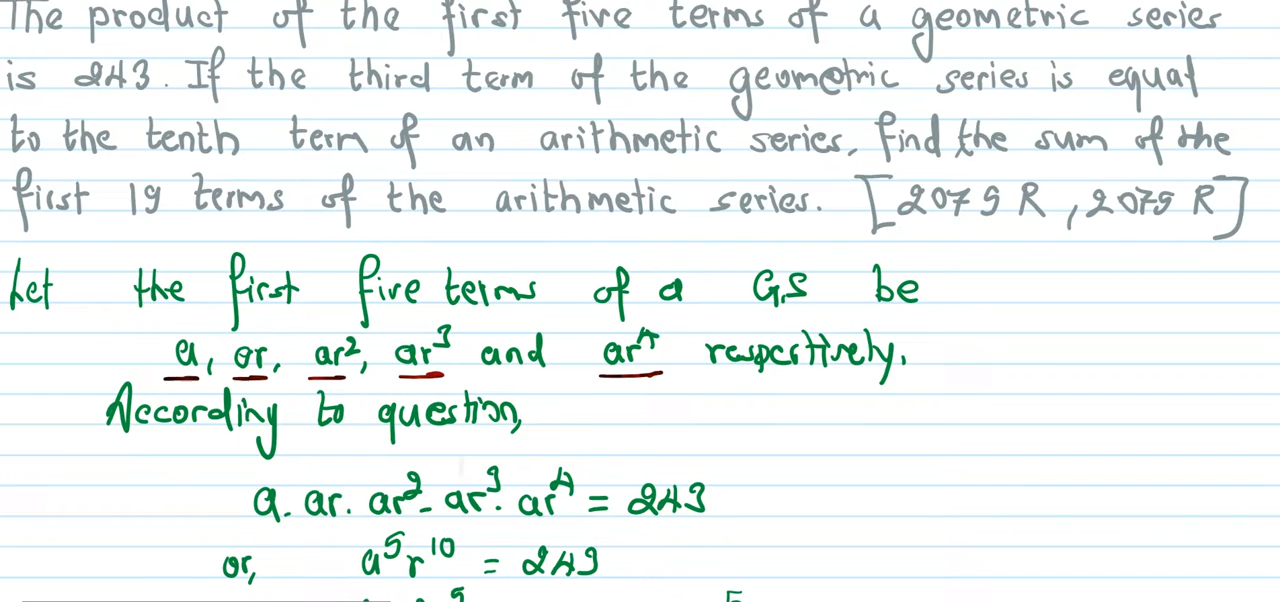 The product of the first five terms of a geometric series
is 243. If the third term of the geometric series is equal
to the tenth term of an arithmetic series, find the sum of the
first 19 terms of the arithmetic series. [2079 R, 2075 R]
Let the first five terms of a G.S be
a, ar, ar², ar³ and ar⁴ respectively.
According to question,
a. ar. ar². ar³. ar⁴ = 243
or, a⁵r¹⁰ = 243